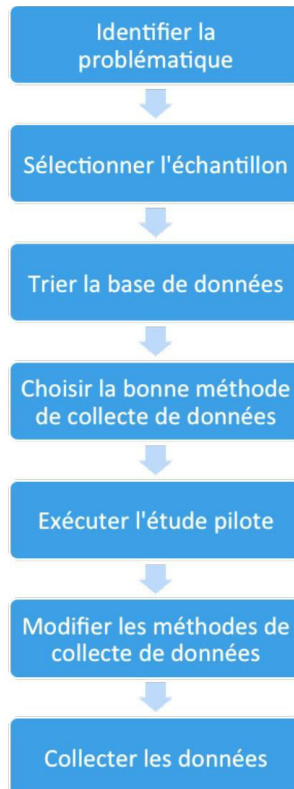 Identifier la
problématique
Sélectionner l'échantillon
Trier la base de données
Choisir la bonne méthode
de collecte de données
Exécuter l'étude pilote
Modifier les méthodes de
collecte de données
Collecter les données